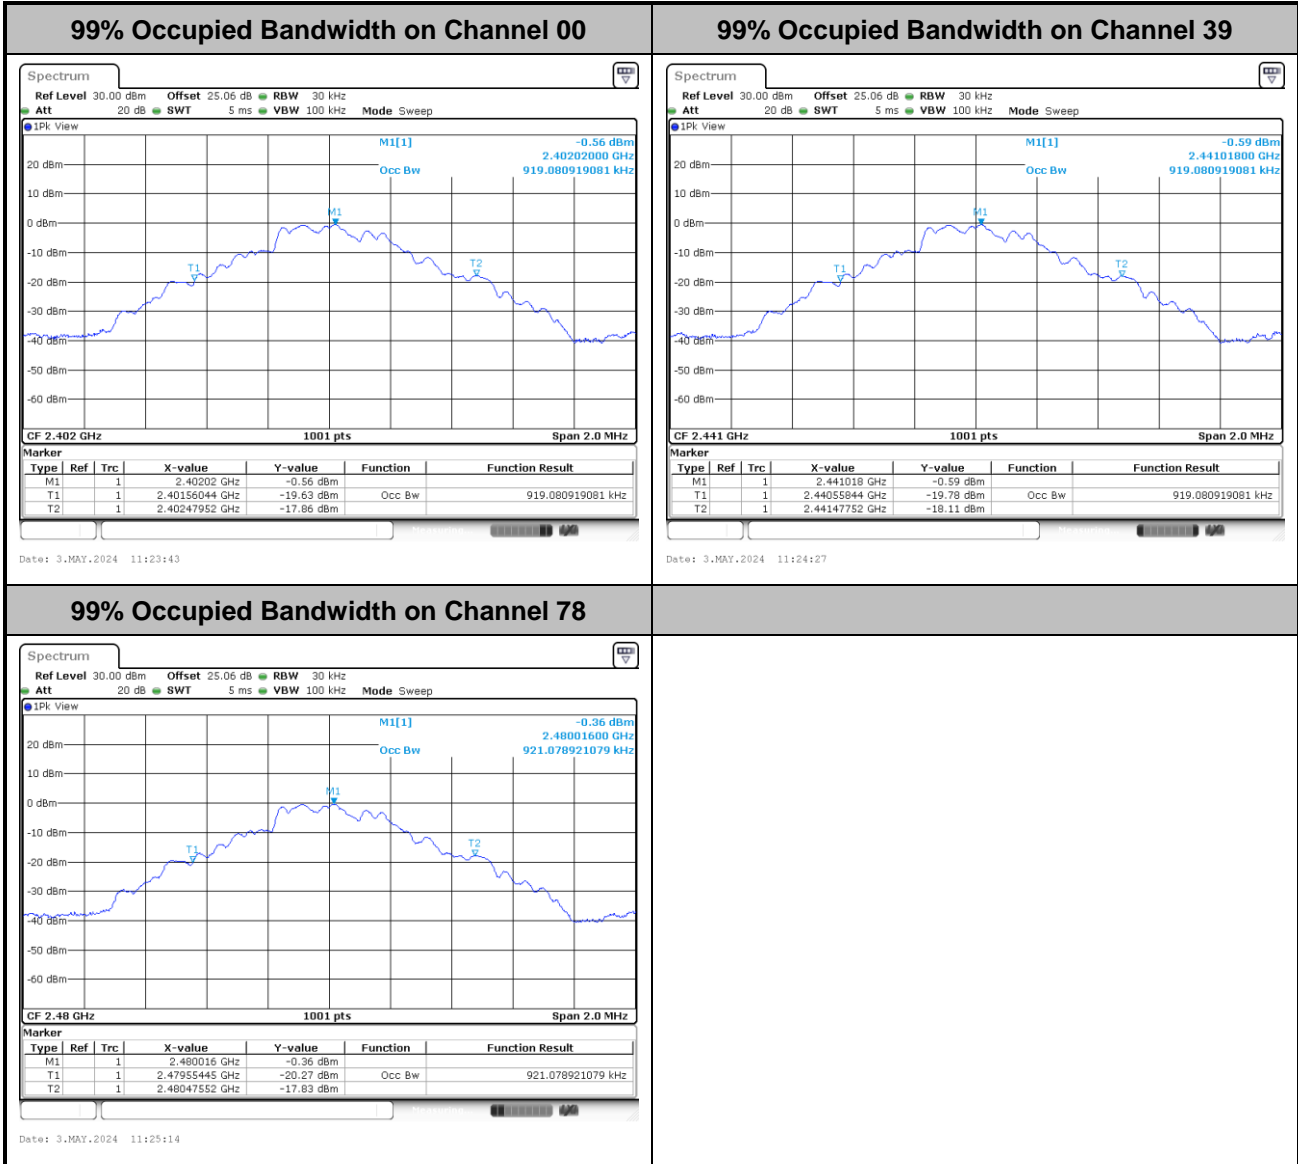 99% Occupied Bandwidth on Channel 00
Spectrum
Ref Level 30.00 dBm Offset 25.06 dB RBW 30 kHz
Att 20 dB SWT 5 ms VBW 100 kHz Mode Sweep
1Pk View
M1[1] -0.56 dBm
2.40202000 GHz
Occ Bw 919.080919081 kHz
20 dBm
10 dBm
M1
0 dBm
-10 dBm
T1
T2
-20 dBm
-30 dBm
-40 dBm
-50 dBm
-60 dBm
CF 2.402 GHz 1001 pts Span 2.0 MHz
Marker
Type Ref Trc X-value Y-value Function Function Result
M1 1 2.40202 GHz -0.56 dBm
T1 1 2.40156044 GHz -19.63 dBm Occ Bw 919.080919081 kHz
T2 1 2.40247952 GHz -17.86 dBm
Date: 3.MAY.2024 11:23:43
99% Occupied Bandwidth on Channel 39
Spectrum
Ref Level 30.00 dBm Offset 25.06 dB RBW 30 kHz
Att 20 dB SWT 5 ms VBW 100 kHz Mode Sweep
1Pk View
M1[1] -0.59 dBm
2.44101800 GHz
Occ Bw 919.080919081 kHz
20 dBm
10 dBm
M1
0 dBm
-10 dBm
T1
T2
-20 dBm
-30 dBm
-40 dBm
-50 dBm
-60 dBm
CF 2.441 GHz 1001 pts Span 2.0 MHz
Marker
Type Ref Trc X-value Y-value Function Function Result
M1 1 2.441018 GHz -0.59 dBm
T1 1 2.44055844 GHz -19.78 dBm Occ Bw 919.080919081 kHz
T2 1 2.44147752 GHz -18.11 dBm
Measuring...
Date: 3.MAY.2024 11:24:27
99% Occupied Bandwidth on Channel 78
Spectrum
Ref Level 30.00 dBm Offset 25.06 dB RBW 30 kHz
Att 20 dB SWT 5 ms VBW 100 kHz Mode Sweep
1Pk View
M1[1] -0.36 dBm
2.48001600 GHz
Occ Bw 921.078921079 kHz
20 dBm
10 dBm
M1
0 dBm
-10 dBm
T1
T2
-20 dBm
-30 dBm
-40 dBm
-50 dBm
-60 dBm
CF 2.48 GHz 1001 pts Span 2.0 MHz
Marker
Type Ref Trc X-value Y-value Function Function Result
M1 1 2.480016 GHz -0.36 dBm
T1 1 2.47955445 GHz -20.27 dBm Occ Bw 921.078921079 kHz
T2 1 2.48047552 GHz -17.83 dBm
Measuring...
Date: 3.MAY.2024 11:25:14